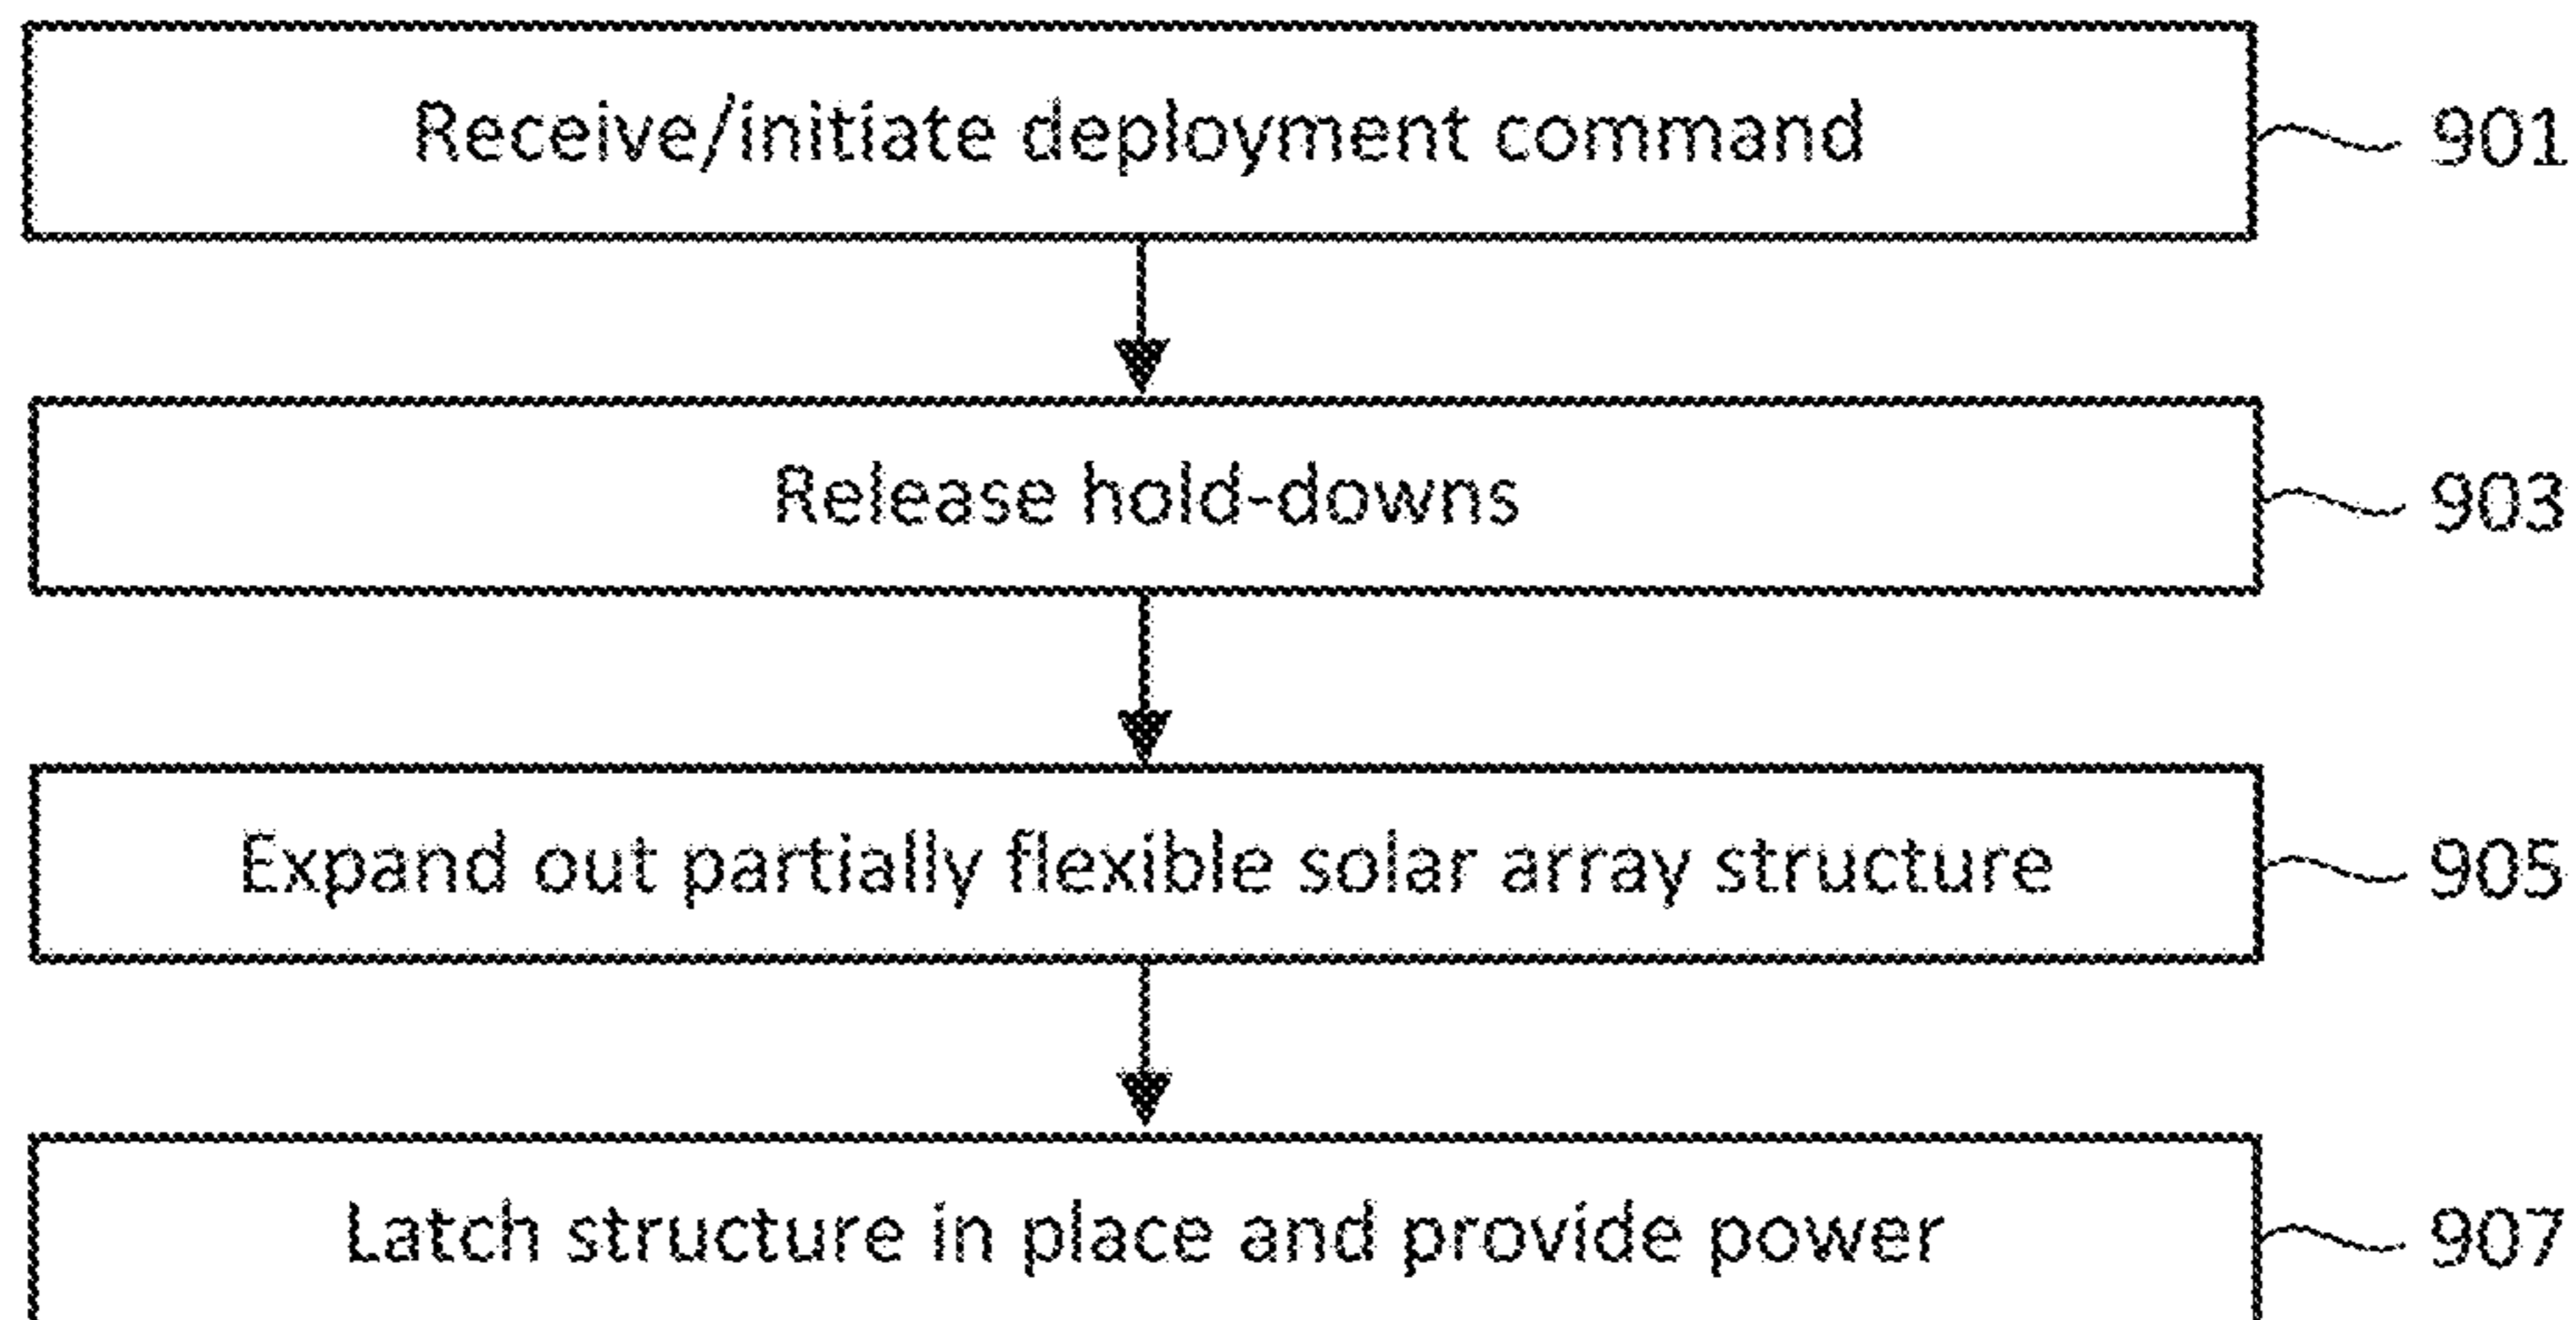 Receive/initiate deployment command
901
Release hold-downs
903
Expand out partially flexible solar array structure
905
Latch structure in place and provide power
907